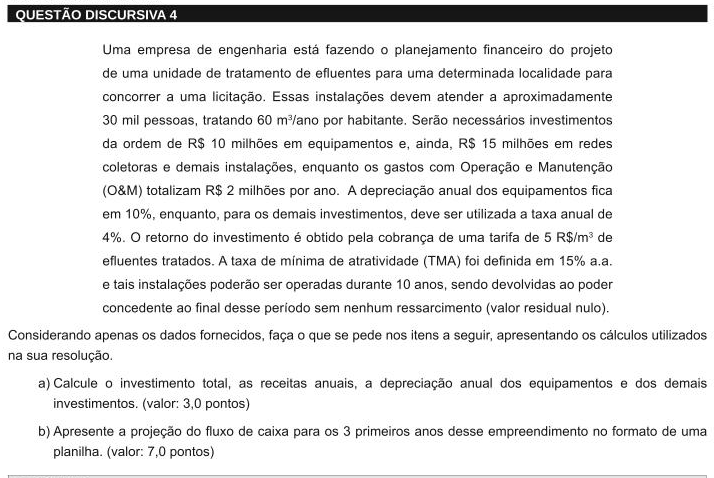 QUESTÃO DISCURSIVA 4
Uma empresa de engenharia está fazendo o planejamento financeiro do projeto
de uma unidade de tratamento de efluentes para uma determinada localidade para
concorrer a uma licitação. Essas instalações devem atender a aproximadamente
30 mil pessoas, tratando 60 m³/ano por habitante. Serão necessários investimentos
da ordem de R$ 10 milhões em equipamentos e, ainda, R$ 15 milhões em redes
coletoras e demais instalações, enquanto os gastos com Operação e Manutenção
(O&M) totalizam R$ 2 milhões por ano. A depreciação anual dos equipamentos fica
em 10%, enquanto, para os demais investimentos, deve ser utilizada a taxa anual de
4%. O retorno do investimento é obtido pela cobrança de uma tarifa de 5 R$/m³ de
efluentes tratados. A taxa de mínima de atratividade (TMA) foi definida em 15% a.a.
e tais instalações poderão ser operadas durante 10 anos, sendo devolvidas ao poder
concedente ao final desse período sem nenhum ressarcimento (valor residual nulo).
Considerando apenas os dados fornecidos, faça o que se pede nos itens a seguir, apresentando os cálculos utilizados
na sua resolução.
a) Calcule o investimento total, as receitas anuais, a depreciação anual dos equipamentos e dos demais
investimentos. (valor: 3,0 pontos)
b) Apresente a projeção do fluxo de caixa para os 3 primeiros anos desse empreendimento no formato de uma
planilha. (valor: 7,0 pontos)